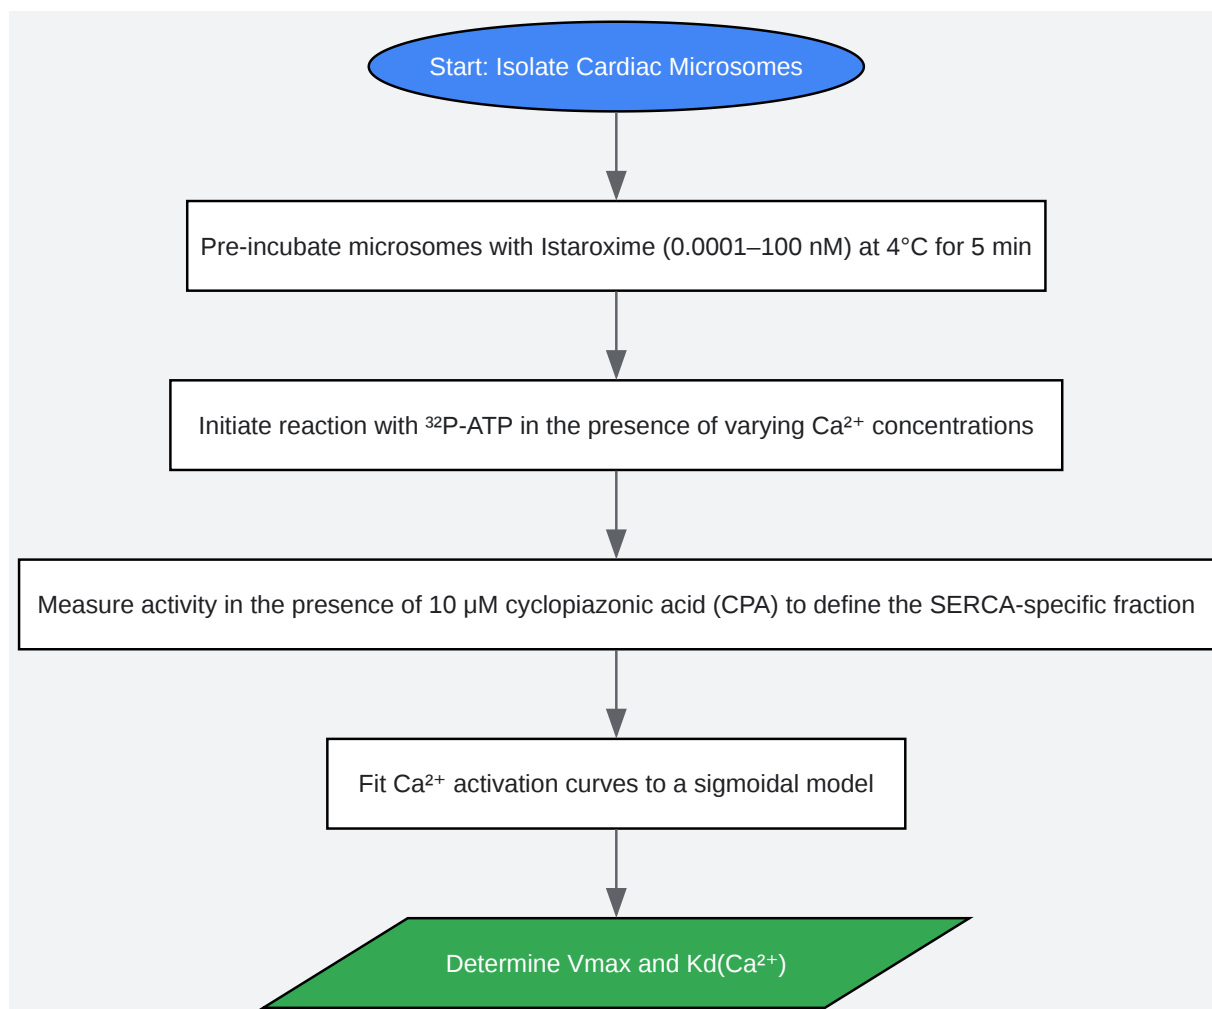 Start: Isolate Cardiac Microsomes
Pre-incubate microsomes with Istaroxime (0.0001–100 nM) at 4°C for 5 min
Initiate reaction with ³²P-ATP in the presence of varying Ca²⁺ concentrations
Measure activity in the presence of 10 μM cyclopiazonic acid (CPA) to define the SERCA-specific fraction
Fit Ca²⁺ activation curves to a sigmoidal model
Determine Vmax and Kd(Ca²⁺)